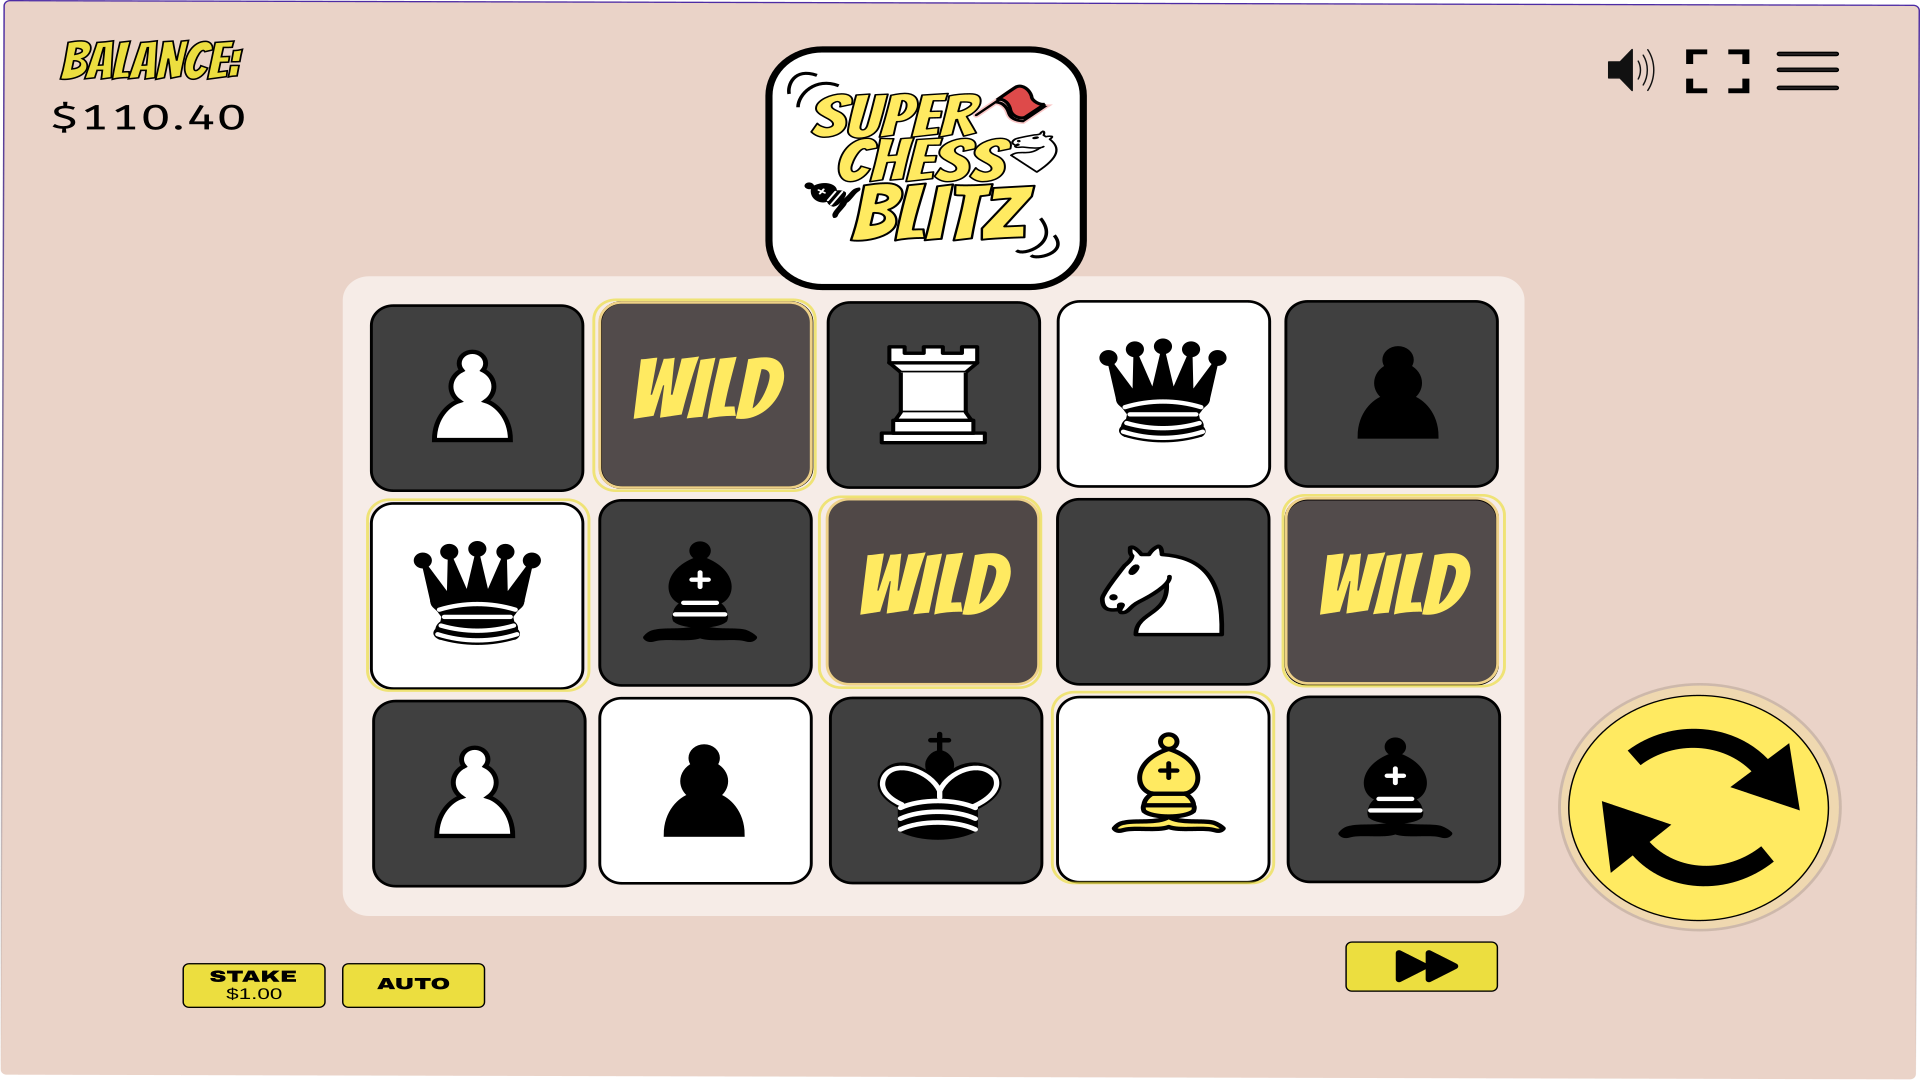 BALANCE:
$110.40
SUPER
CHESS
BLITZ
WILD
WILD
WILD
STAKE
$1.00
AUTO